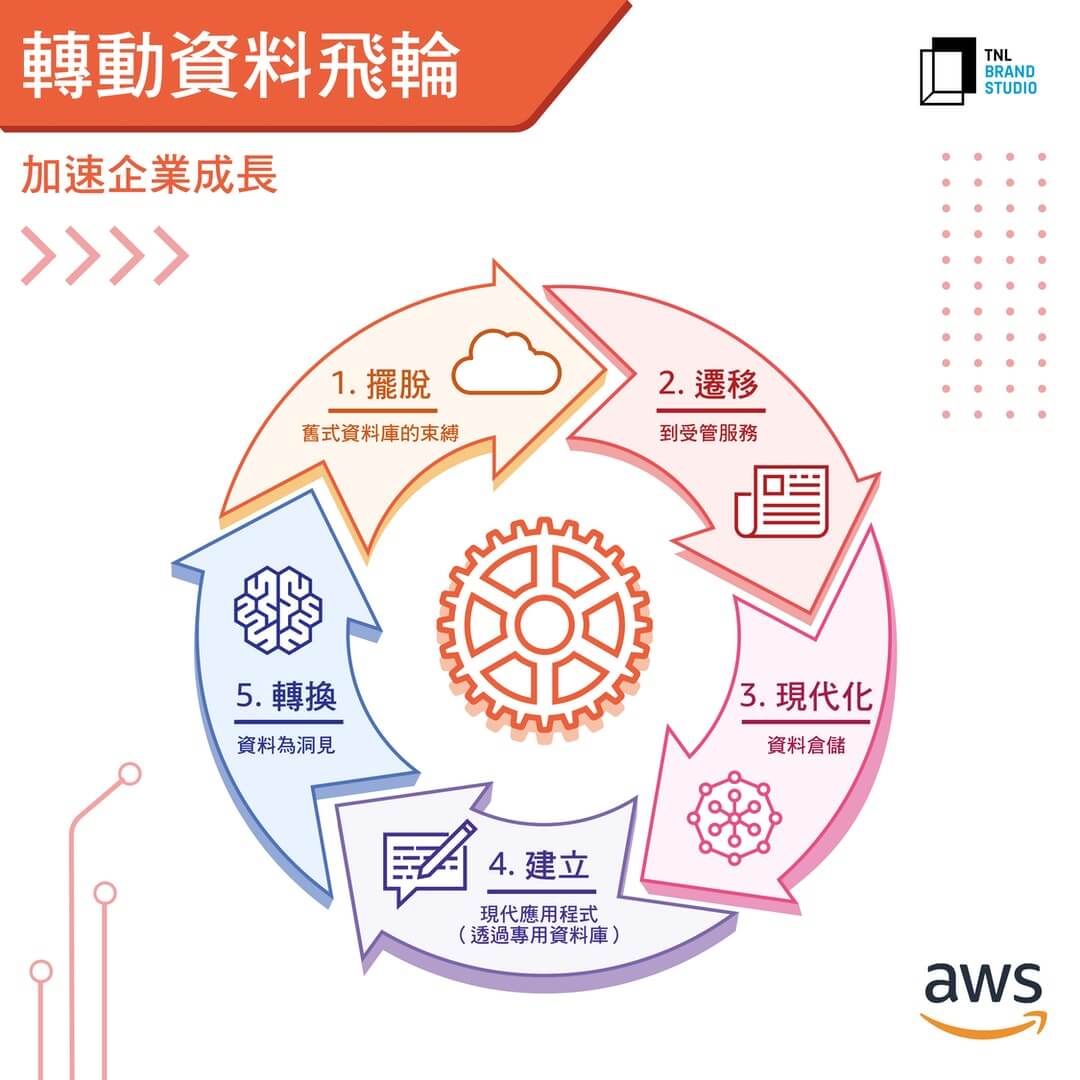 轉動資料飛輪
TNL
BRAND
STUDIO
加速企業成長
1. 擺脫
舊式資料庫的束縛
2. 遷移
到受管服務
3. 現代化
資料倉儲
4. 建立
現代應用程式
（透過專用資料庫）
5. 轉換
資料為洞見
aws